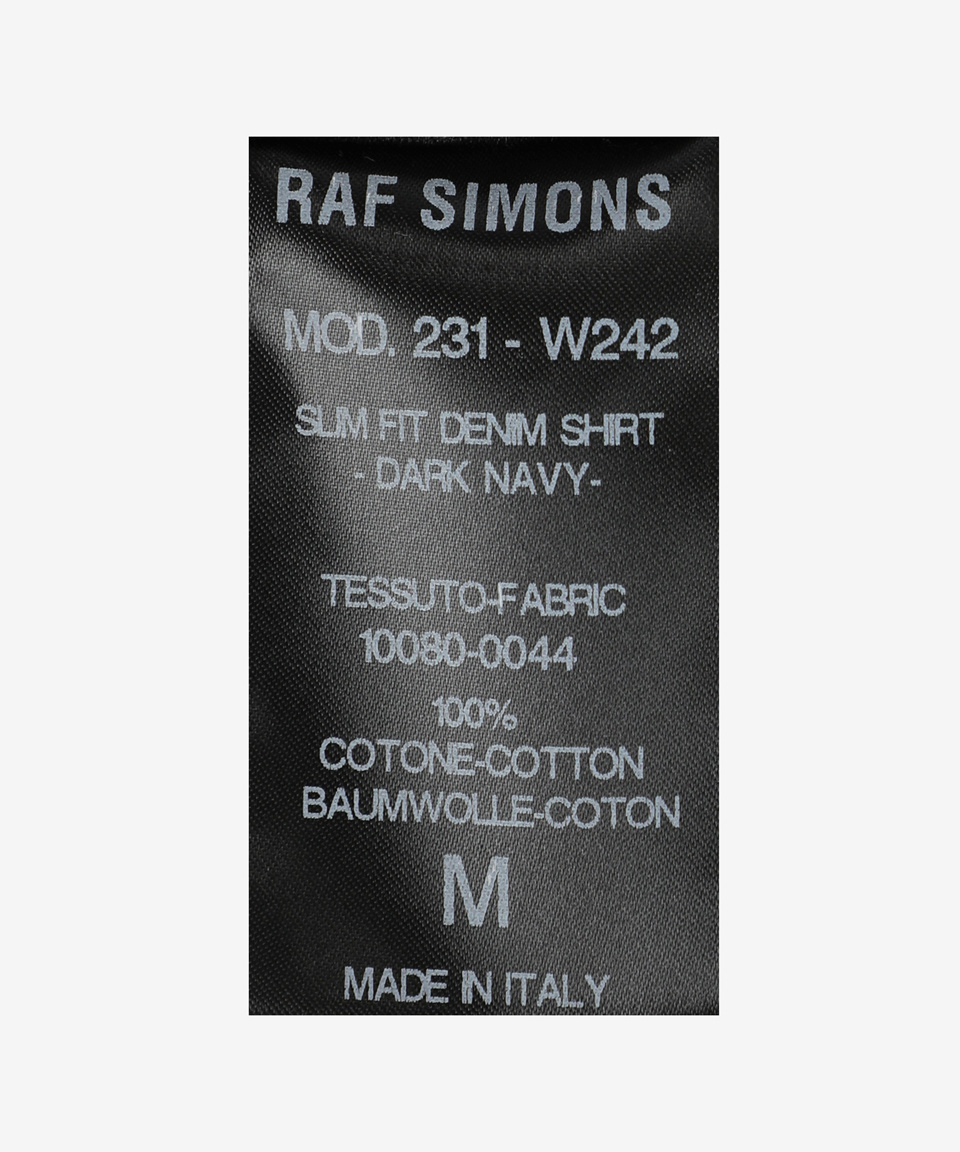 RAF SIMONS
MOD. 231 - W242
SLIM FIT DENIM SHIRT
- DARK NAVY-
TESSUTO-FABRIC
10080-0044
100%
COTONE-COTTON
BAUMWOLLE-COTON
M
MADE IN ITALY